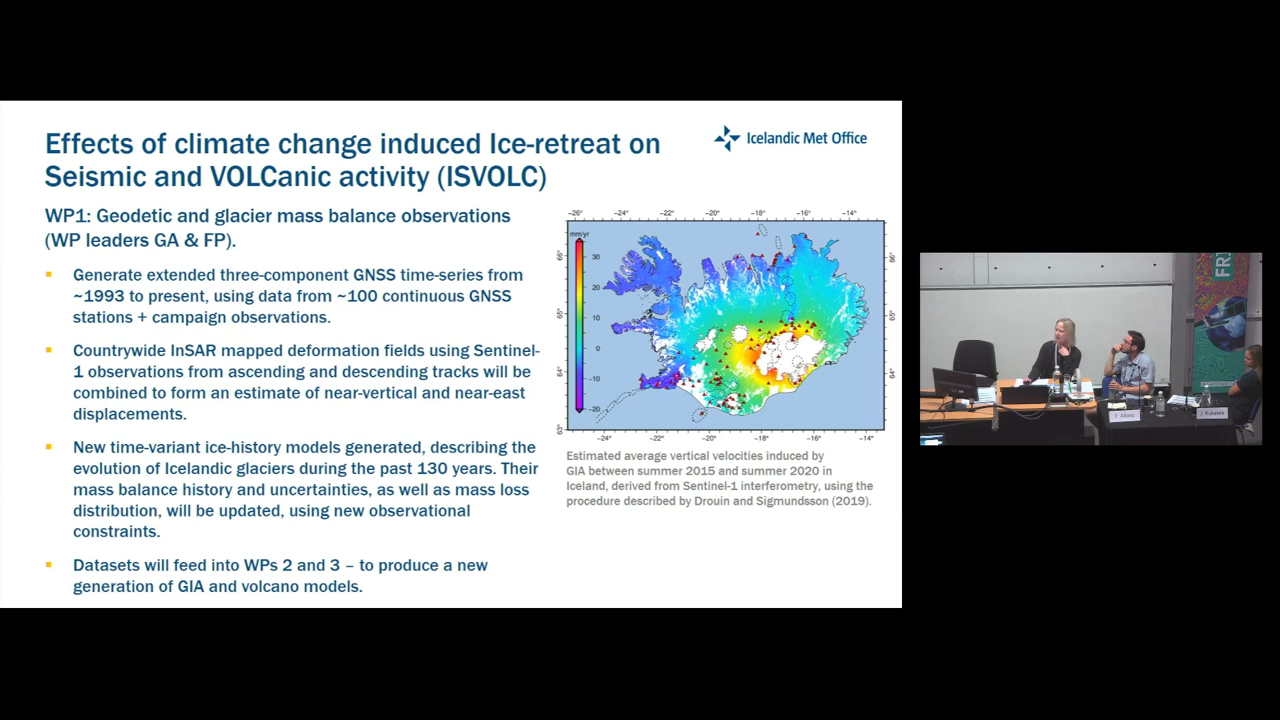 Effects of climate change induced Ice-retreat on
Seismic and VOLCanic activity (ISVOLC)
Icelandic Met Office
WP1: Geodetic and glacier mass balance observations
(WP leaders GA & FP).
▪ Generate extended three-component GNSS time-series from
~1993 to present, using data from ~100 continuous GNSS
stations + campaign observations.
▪ Countrywide InSAR mapped deformation fields using Sentinel-
1 observations from ascending and descending tracks will be
combined to form an estimate of near-vertical and near-east
displacements.
▪ New time-variant ice-history models generated, describing the
evolution of Icelandic glaciers during the past 130 years. Their
mass balance history and uncertainties, as well as mass loss
distribution, will be updated, using new observational
constraints.
▪ Datasets will feed into WPs 2 and 3 – to produce a new
generation of GIA and volcano models.
−26° −24° −22° −20° −18° −16° −14°
mm/yr
30
20
10
0
−10
−20
66° 66°
65° 65°
64° 64°
63°
−24° −22° −20° −18° −16° −14°
Estimated average vertical velocities induced by
GIA between summer 2015 and summer 2020 in
Iceland, derived from Sentinel-1 interferometry, using the
procedure described by Drouin and Sigmundsson (2019).
FRI
F. Albino
J. Kubanek